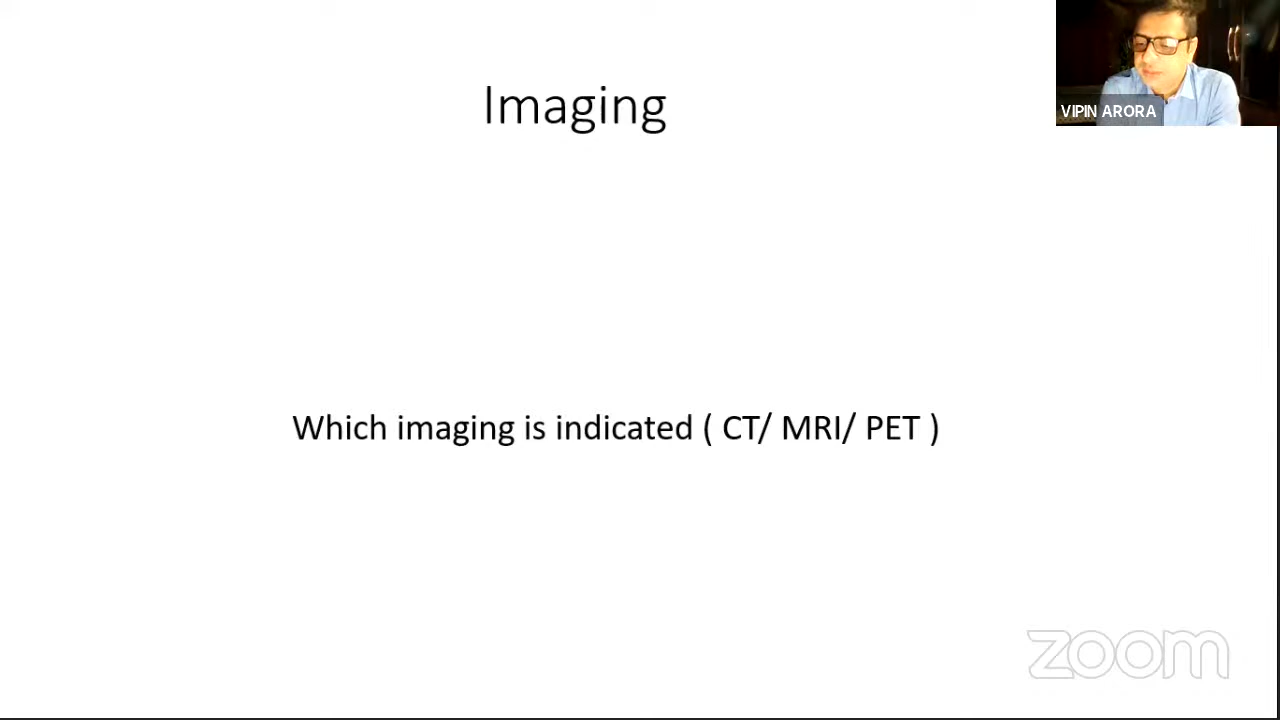 Imaging
VIPIN ARORA
Which imaging is indicated ( CT/ MRI/ PET )
zoom